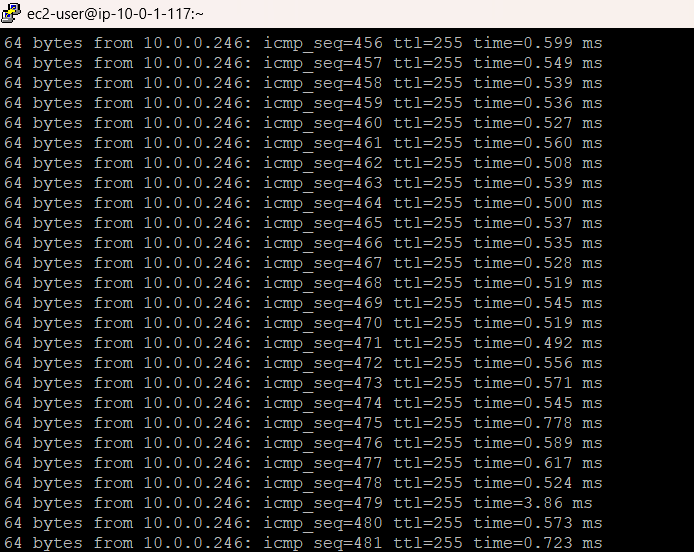 ec2-user@ip-10-0-1-117:~
64 bytes from 10.0.0.246: icmp_seq=456 ttl=255 time=0.599 ms
64 bytes from 10.0.0.246: icmp_seq=457 ttl=255 time=0.549 ms
64 bytes from 10.0.0.246: icmp_seq=458 ttl=255 time=0.539 ms
64 bytes from 10.0.0.246: icmp_seq=459 ttl=255 time=0.536 ms
64 bytes from 10.0.0.246: icmp_seq=460 ttl=255 time=0.527 ms
64 bytes from 10.0.0.246: icmp_seq=461 ttl=255 time=0.560 ms
64 bytes from 10.0.0.246: icmp_seq=462 ttl=255 time=0.508 ms
64 bytes from 10.0.0.246: icmp_seq=463 ttl=255 time=0.539 ms
64 bytes from 10.0.0.246: icmp_seq=464 ttl=255 time=0.500 ms
64 bytes from 10.0.0.246: icmp_seq=465 ttl=255 time=0.537 ms
64 bytes from 10.0.0.246: icmp_seq=466 ttl=255 time=0.535 ms
64 bytes from 10.0.0.246: icmp_seq=467 ttl=255 time=0.528 ms
64 bytes from 10.0.0.246: icmp_seq=468 ttl=255 time=0.519 ms
64 bytes from 10.0.0.246: icmp_seq=469 ttl=255 time=0.545 ms
64 bytes from 10.0.0.246: icmp_seq=470 ttl=255 time=0.519 ms
64 bytes from 10.0.0.246: icmp_seq=471 ttl=255 time=0.492 ms
64 bytes from 10.0.0.246: icmp_seq=472 ttl=255 time=0.556 ms
64 bytes from 10.0.0.246: icmp_seq=473 ttl=255 time=0.571 ms
64 bytes from 10.0.0.246: icmp_seq=474 ttl=255 time=0.545 ms
64 bytes from 10.0.0.246: icmp_seq=475 ttl=255 time=0.778 ms
64 bytes from 10.0.0.246: icmp_seq=476 ttl=255 time=0.589 ms
64 bytes from 10.0.0.246: icmp_seq=477 ttl=255 time=0.617 ms
64 bytes from 10.0.0.246: icmp_seq=478 ttl=255 time=0.524 ms
64 bytes from 10.0.0.246: icmp_seq=479 ttl=255 time=3.86 ms
64 bytes from 10.0.0.246: icmp_seq=480 ttl=255 time=0.573 ms
64 bytes from 10.0.0.246: icmp_seq=481 ttl=255 time=0.723 ms